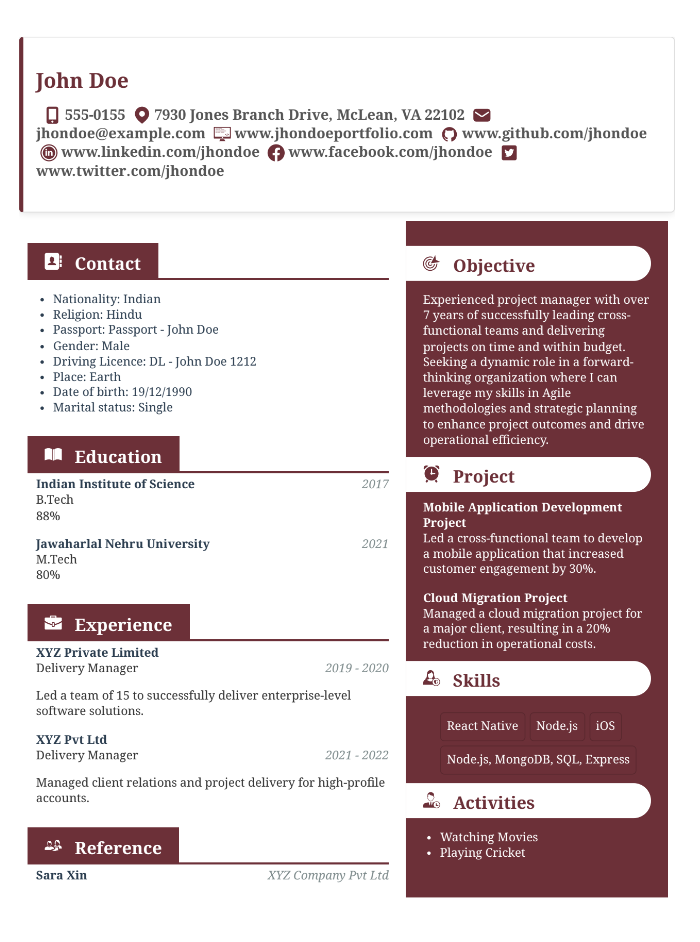 John Doe
555-0155 7930 Jones Branch Drive, McLean, VA 22102
jhondoe@example.com www.jhondoeportfolio.com www.github.com/jhondoe
www.linkedin.com/jhondoe www.facebook.com/jhondoe
www.twitter.com/jhondoe
Contact
• Nationality: Indian
• Religion: Hindu
• Passport: Passport - John Doe
• Gender: Male
• Driving Licence: DL - John Doe 1212
• Place: Earth
• Date of birth: 19/12/1990
• Marital status: Single
Education
Indian Institute of Science 2017
B.Tech
88%
Jawaharlal Nehru University 2021
M.Tech
80%
Experience
XYZ Private Limited
Delivery Manager 2019 - 2020
Led a team of 15 to successfully deliver enterprise-level
software solutions.
XYZ Pvt Ltd
Delivery Manager 2021 - 2022
Managed client relations and project delivery for high-profile
accounts.
Reference
Sara Xin XYZ Company Pvt Ltd
Objective
Experienced project manager with over
7 years of successfully leading cross-
functional teams and delivering
projects on time and within budget.
Seeking a dynamic role in a forward-
thinking organization where I can
leverage my skills in Agile
methodologies and strategic planning
to enhance project outcomes and drive
operational efficiency.
Project
Mobile Application Development
Project
Led a cross-functional team to develop
a mobile application that increased
customer engagement by 30%.
Cloud Migration Project
Managed a cloud migration project for
a major client, resulting in a 20%
reduction in operational costs.
Skills
React Native Node.js iOS
Node.js, MongoDB, SQL, Express
Activities
• Watching Movies
• Playing Cricket